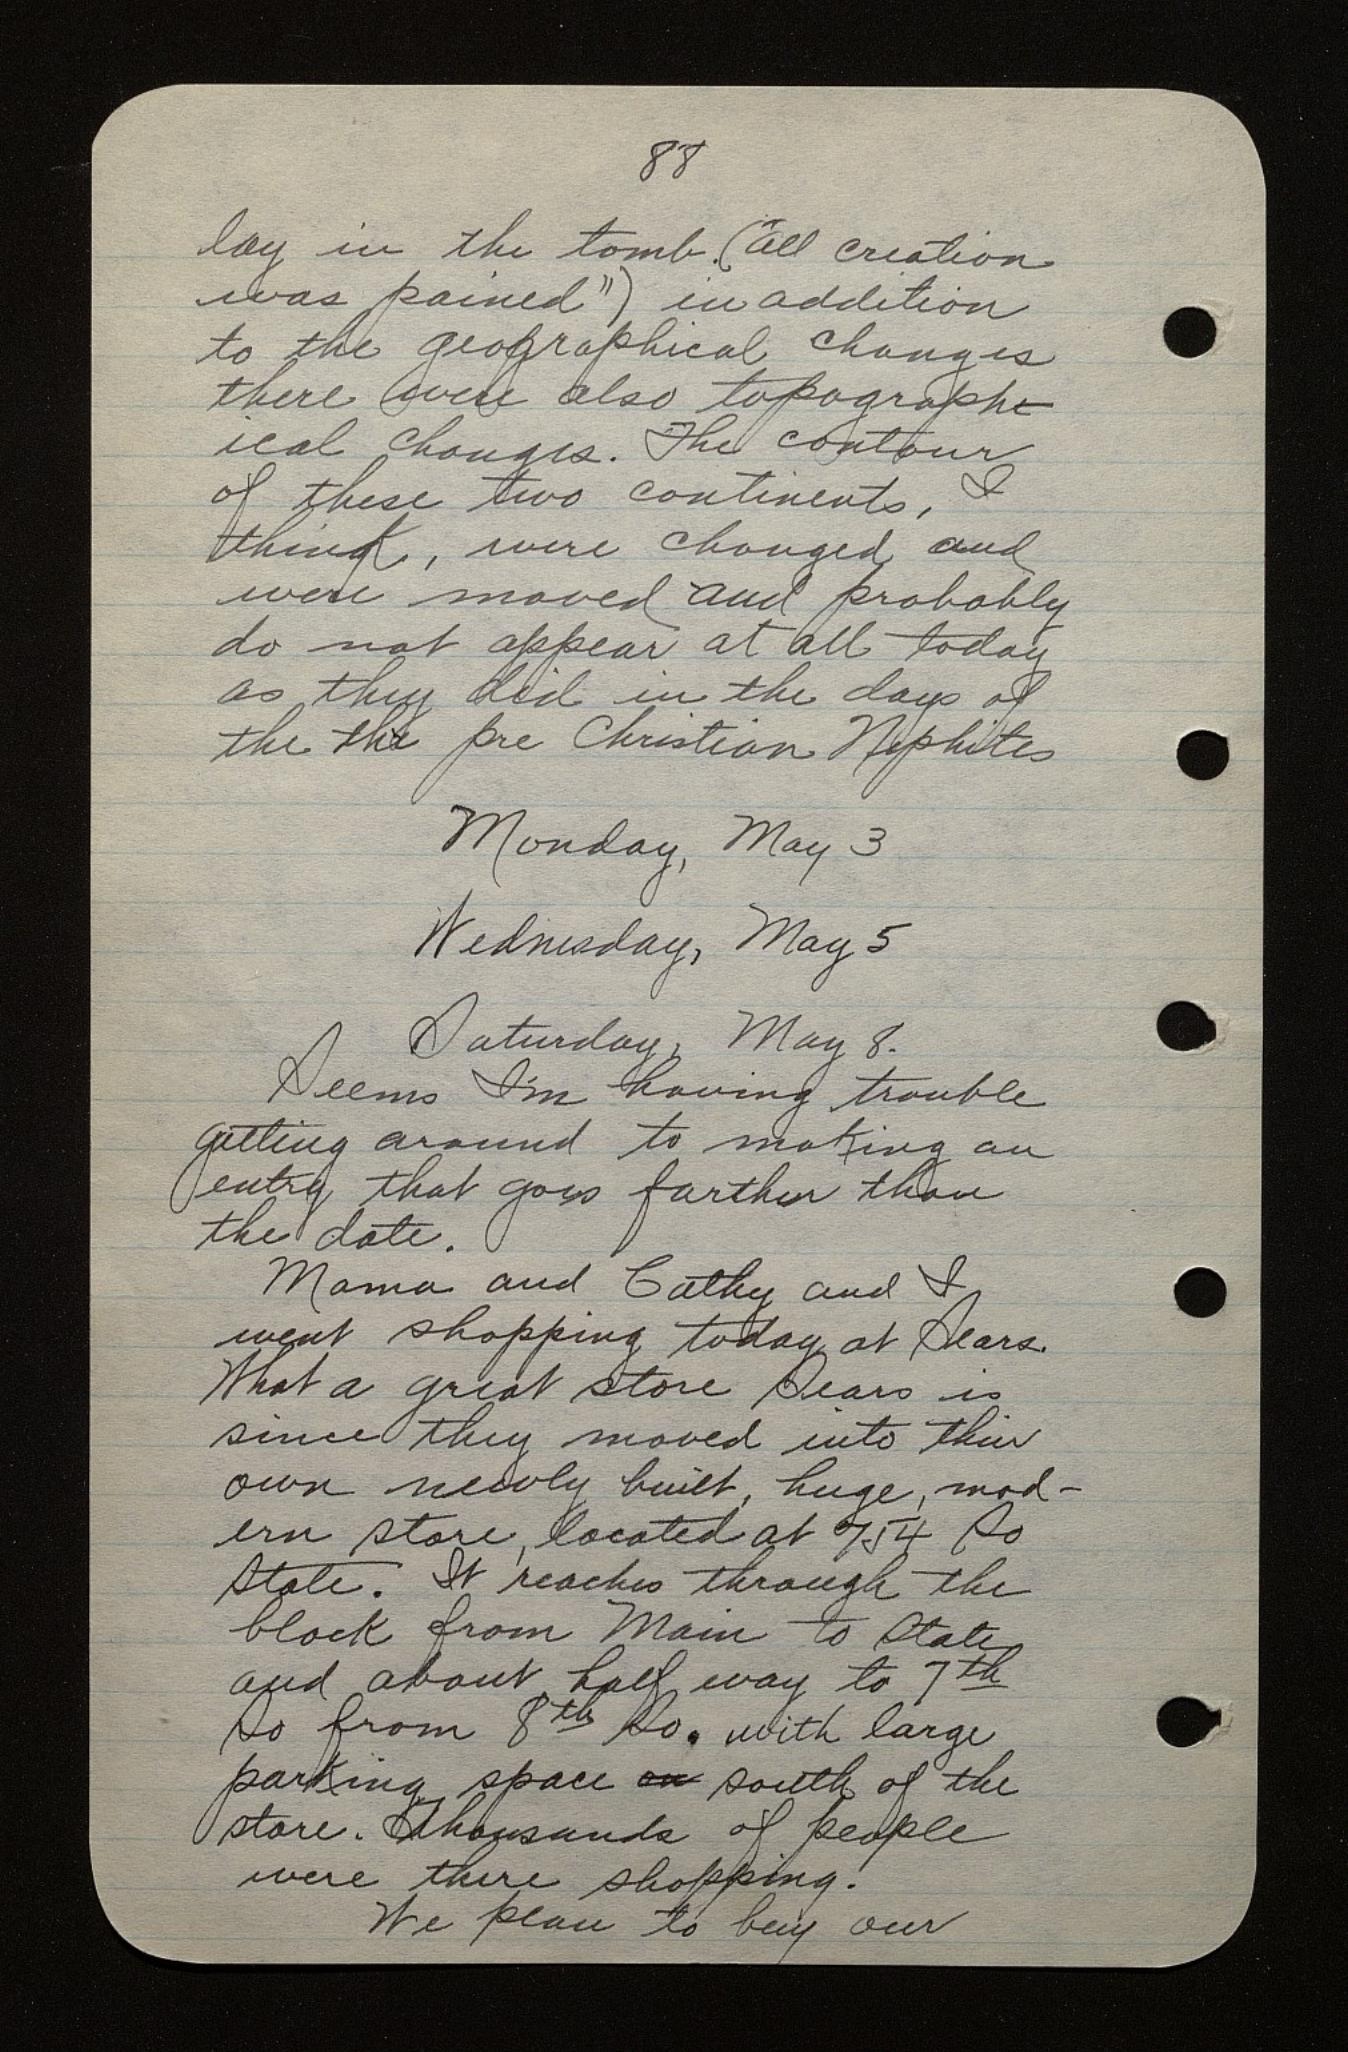 88
lay in the tomb. ("all creation
was pained") in addition
to the geographical changes
there were also topograph
ical changes. The contour
of these two continents, I
think, were changed and
were moved and probably
do not appear at all today
as they did in the days of
the the pre Christian Nephites
Monday, May 3
Wednesday, May 5
Saturday, May 8.
Seems I'm having trouble
getting around to making an
entry that goes farther than
the date.
Mama and Cathy and I
went shopping today at Sears.
What a great store Sears is
since they moved into their
own newly built, huge, mod-
ern store, located at 754 So
State. It reaches through the
block from Main to State
and about half way to 7th
So from 8th So. with large
parking space on south of the
store. Thousands of people
were there shopping.
We plan to buy our